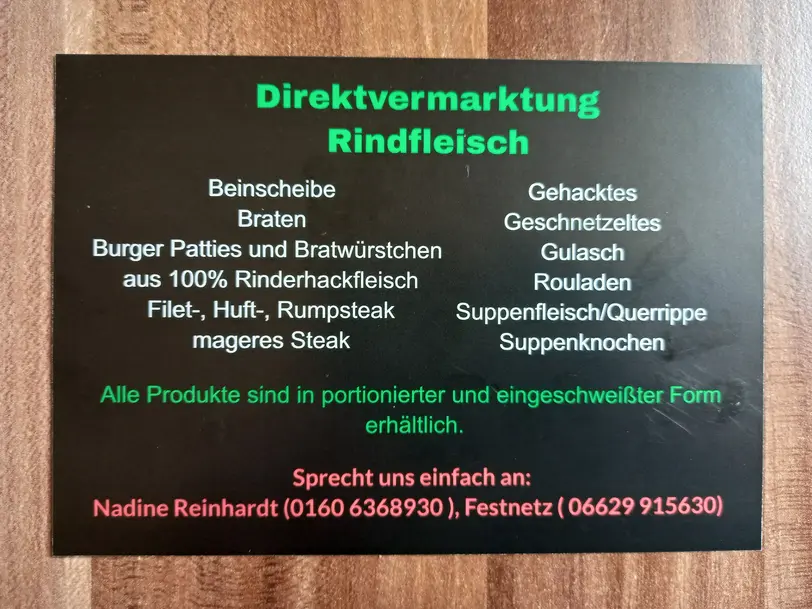 Direktvermarktung
Rindfleisch
Beinscheibe
Braten
Burger Patties und Bratwürstchen
aus 100% Rinderhackfleisch
Filet-, Huft-, Rumpsteak
mageres Steak
Gehacktes
Geschnetzeltes
Gulasch
Rouladen
Suppenfleisch/Querrippe
Suppenknochen
Alle Produkte sind in portionierter und eingeschweißter Form
erhältlich.
Sprecht uns einfach an:
Nadine Reinhardt (0160 6368930 ), Festnetz ( 06629 915630)